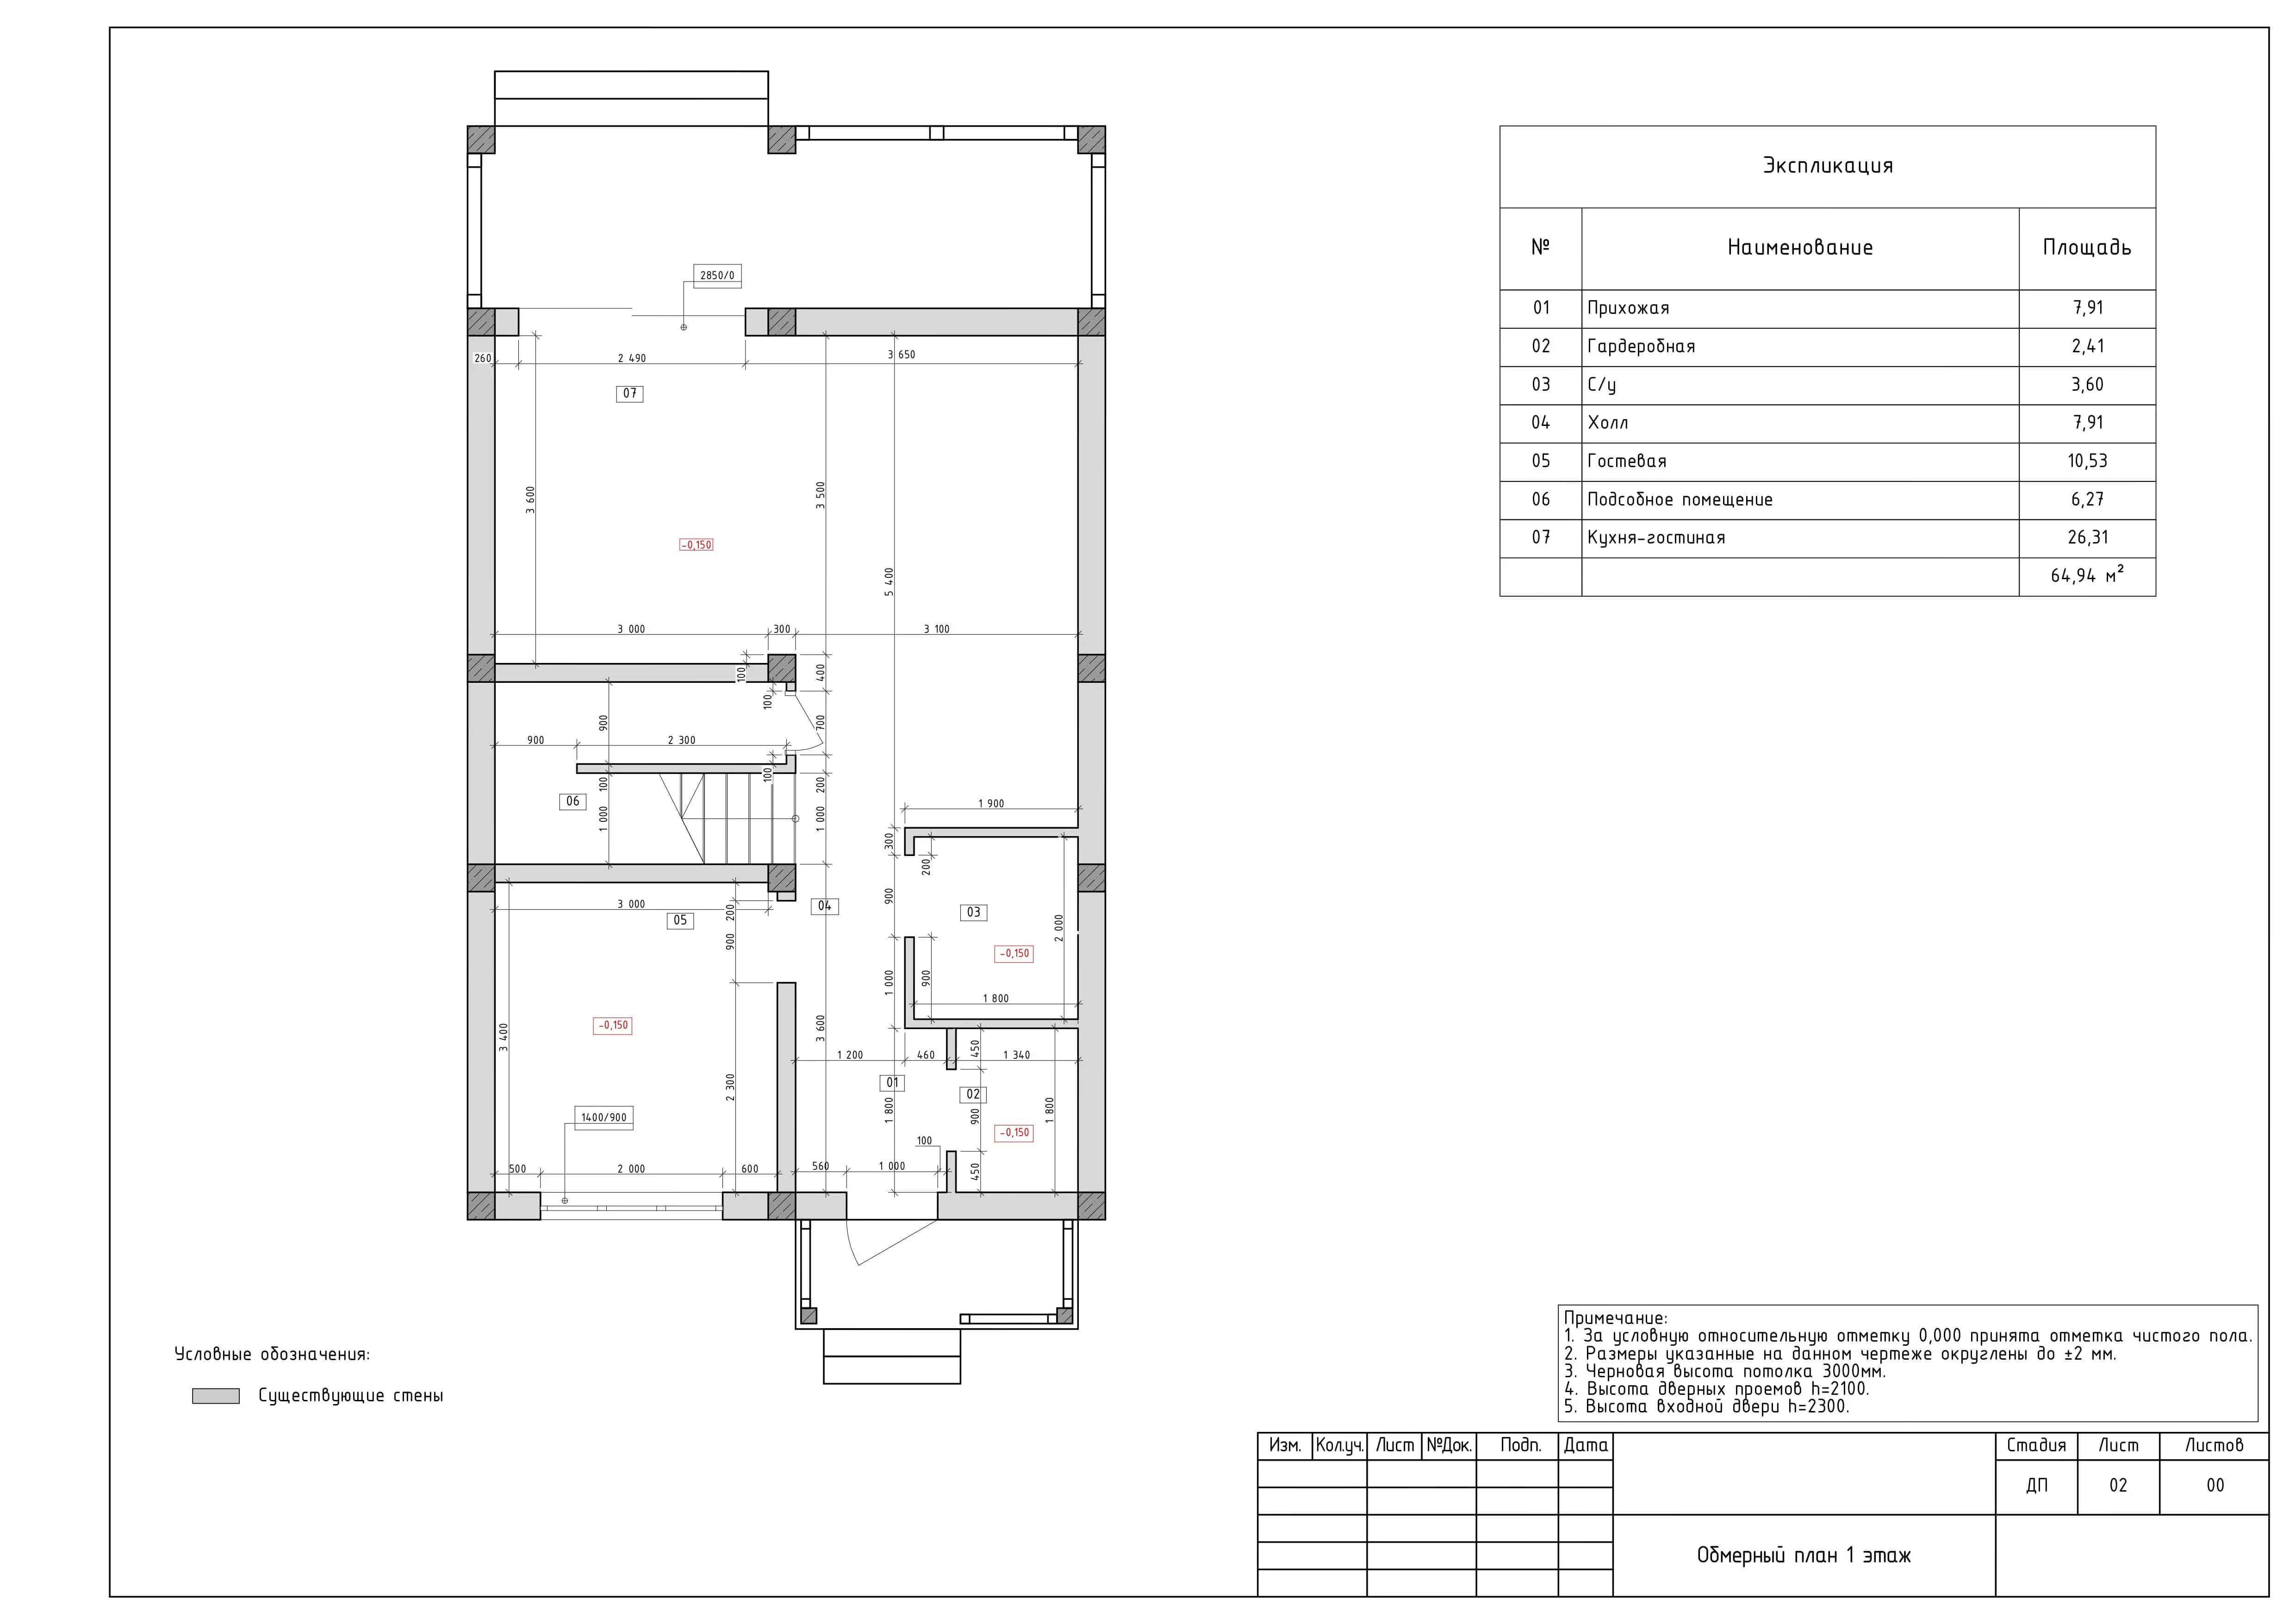 Экспликация
№ Наименование Площадь
01 Прихожая 7,91
02 Гардеробная 2,41
03 С/у 3,60
04 Холл 7,91
05 Гостевая 10,53
06 Подсобное помещение 6,27
07 Кухня-гостиная 26,31
64,94 м²
2850/0
260
2 490
3 650
07
3 600
3 500
-0,150
5 400
3 000
300
3 100
100
400
100
900
700
900
2 300
100
100
200
06
1 000
1 000
1 900
300
200
3 000
05
200
900
04
900
03
2 000
-0,150
1 000
900
1 800
-0,150
3 400
3 600
1 200
460
450
1 340
2 300
01
02
1400/900
1 800
900
1 800
-0,150
100
500
2 000
600
560
1 000
450
Условные обозначения:
Существующие стены
Примечание:
1. За условную относительную отметку 0,000 принята отметка чистого пола.
2. Размеры указанные на данном чертеже округлены до ±2 мм.
3. Черновая высота потолка 3000мм.
4. Высота дверных проемов h=2100.
5. Высота входной двери h=2300.
Изм. Кол.уч. Лист №Док. Подп. Дата
Стадия Лист Листов
ДП 02 00
Обмерный план 1 этаж